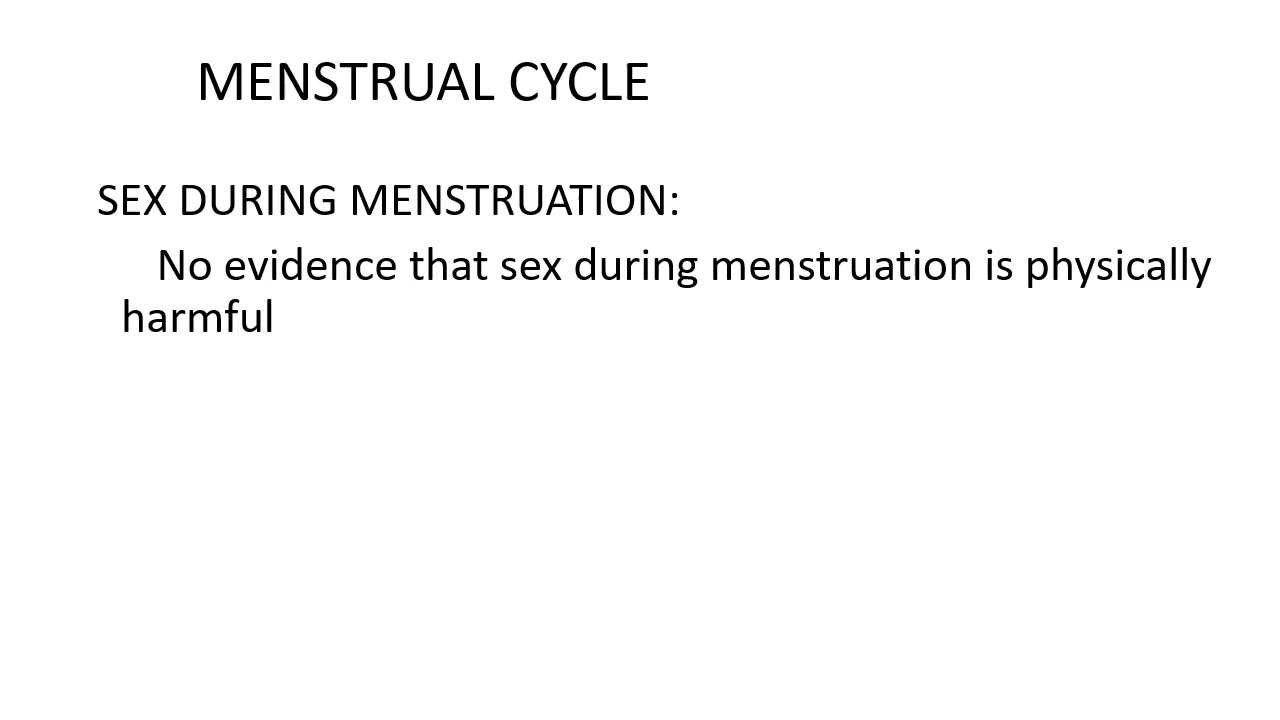 MENSTRUAL CYCLE
SEX DURING MENSTRUATION:
No evidence that sex during menstruation is physically
harmful